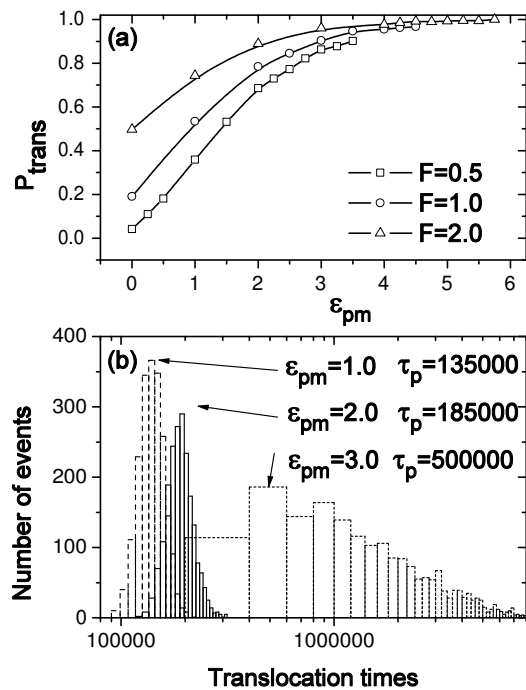 (a)
1.0
0.8
0.6
0.4
0.2
0.0
P_trans
F=0.5
F=1.0
F=2.0
0 1 2 3 4 5 6
ε_pm
(b)
400
300
200
100
0
Number of events
ε_pm=1.0 τ_p=135000
ε_pm=2.0 τ_p=185000
ε_pm=3.0 τ_p=500000
100000 1000000
Translocation times